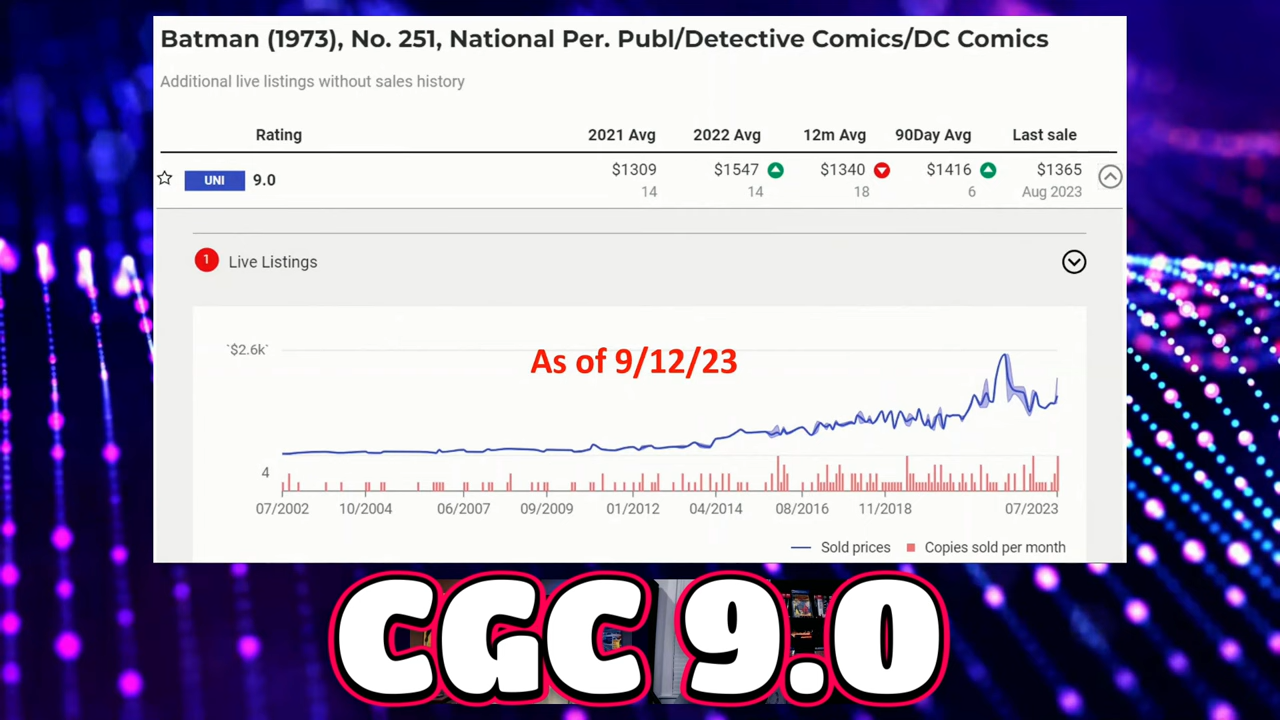 Batman (1973), No. 251, National Per. Publ/Detective Comics/DC Comics
Additional live listings without sales history
Rating 2021 Avg 2022 Avg 12m Avg 90Day Avg Last sale
UNI 9.0 $1309 $1547 $1340 $1416 $1365
14 14 18 6 Aug 2023
1 Live Listings
`$2.6k`
As of 9/12/23
4
07/2002 10/2004 06/2007 09/2009 01/2012 04/2014 08/2016 11/2018 07/2023
Sold prices Copies sold per month
CGC 9.0